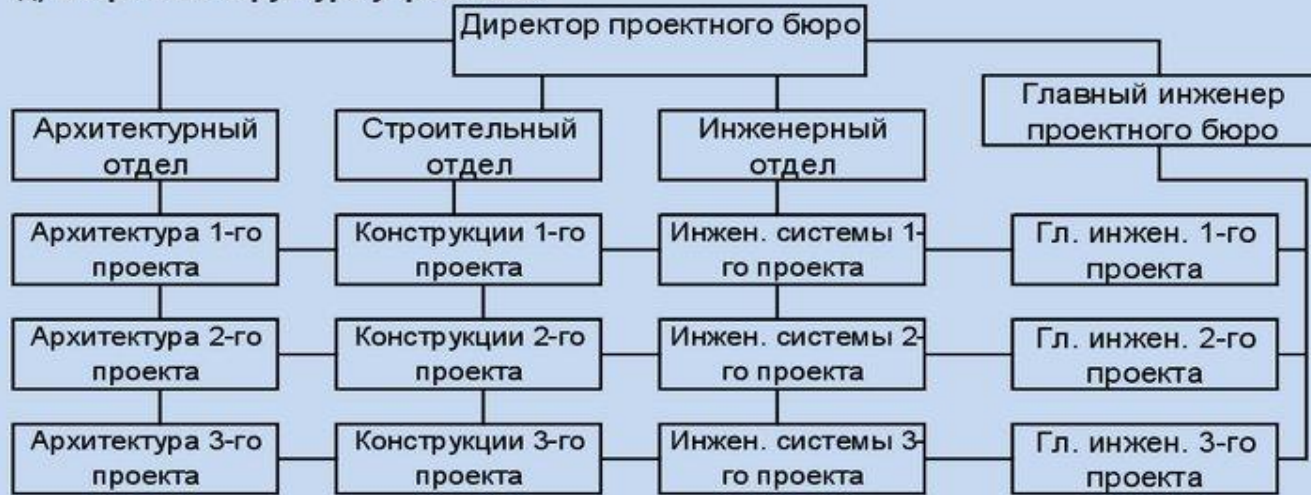 Директор проектного бюро
Архитектурный
отдел
Строительный
отдел
Инженерный
отдел
Главный инженер
проектного бюро
Архитектура 1-го
проекта
Конструкции 1-го
проекта
Инжен. системы 1-
го проекта
Гл. инжен. 1-го
проекта
Архитектура 2-го
проекта
Конструкции 2-го
проекта
Инжен. системы 2-
го проекта
Гл. инжен. 2-го
проекта
Архитектура 3-го
проекта
Конструкции 3-го
проекта
Инжен. системы 3-
го проекта
Гл. инжен. 3-го
проекта